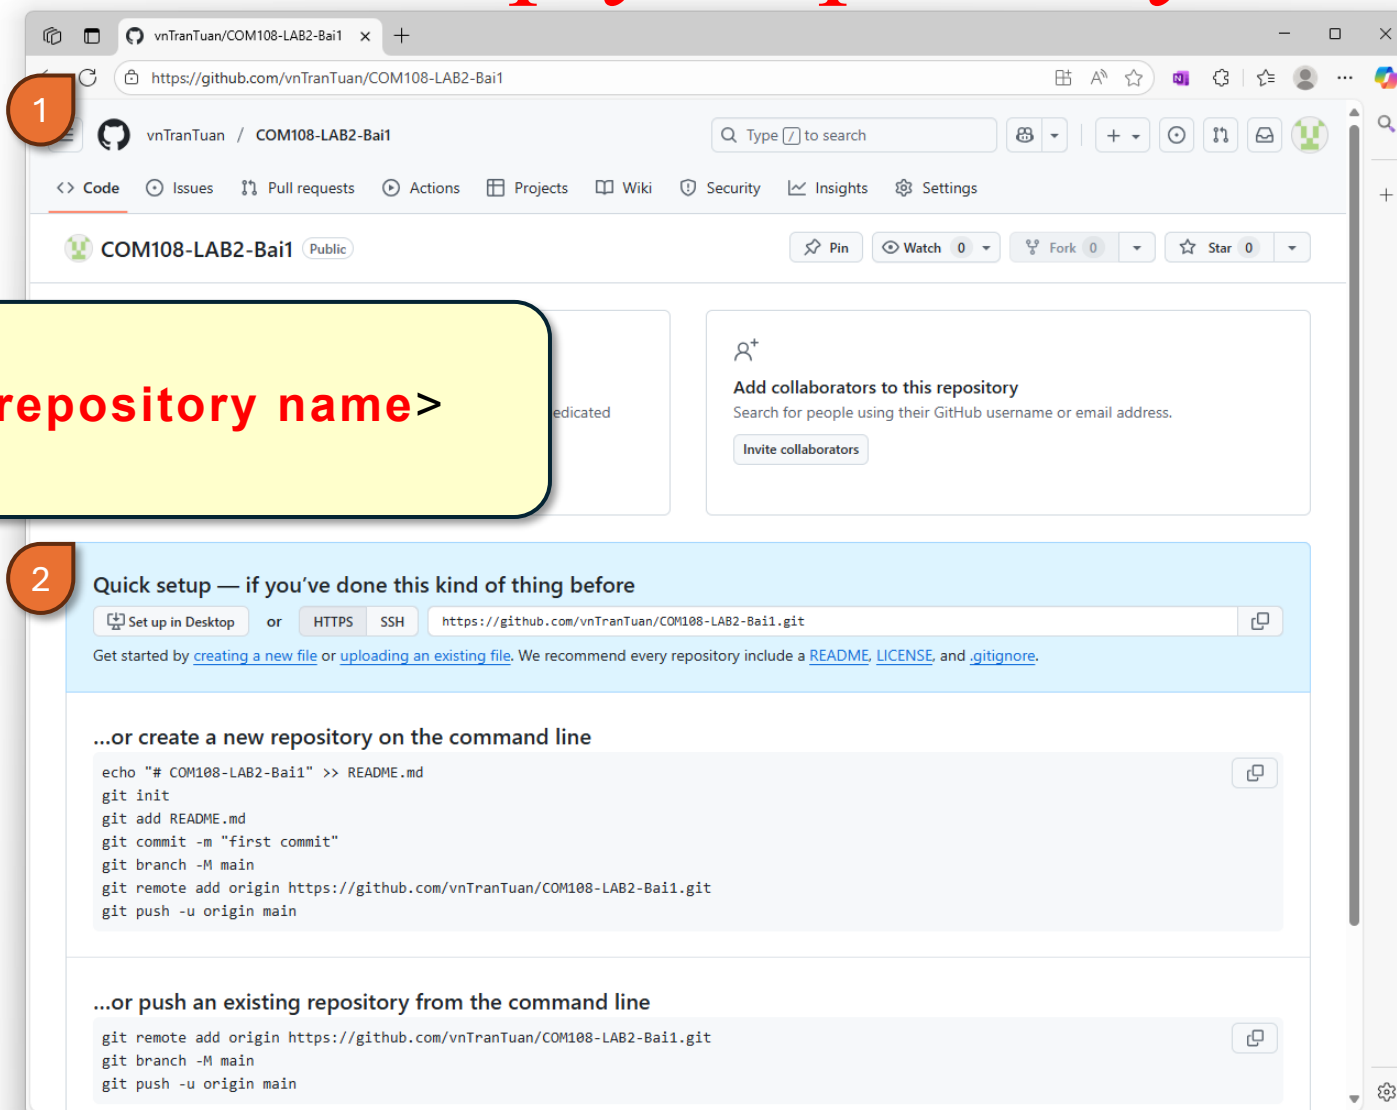 vnTranTuan/COM108-LAB2-Bai1
https://github.com/vnTranTuan/COM108-LAB2-Bai1
1
vnTranTuan / COM108-LAB2-Bai1
Type / to search
Code Issues Pull requests Actions Projects Wiki Security Insights Settings
COM108-LAB2-Bai1 Public
Pin Watch 0 Fork 0 Star 0
repository name>
edicated
Add collaborators to this repository
Search for people using their GitHub username or email address.
Invite collaborators
2
Quick setup — if you've done this kind of thing before
Set up in Desktop or HTTPS SSH https://github.com/vnTranTuan/COM108-LAB2-Bai1.git
Get started by creating a new file or uploading an existing file. We recommend every repository include a README, LICENSE, and .gitignore.
...or create a new repository on the command line
echo "# COM108-LAB2-Bai1" >> README.md
git init
git add README.md
git commit -m "first commit"
git branch -M main
git remote add origin https://github.com/vnTranTuan/COM108-LAB2-Bai1.git
git push -u origin main
...or push an existing repository from the command line
git remote add origin https://github.com/vnTranTuan/COM108-LAB2-Bai1.git
git branch -M main
git push -u origin main